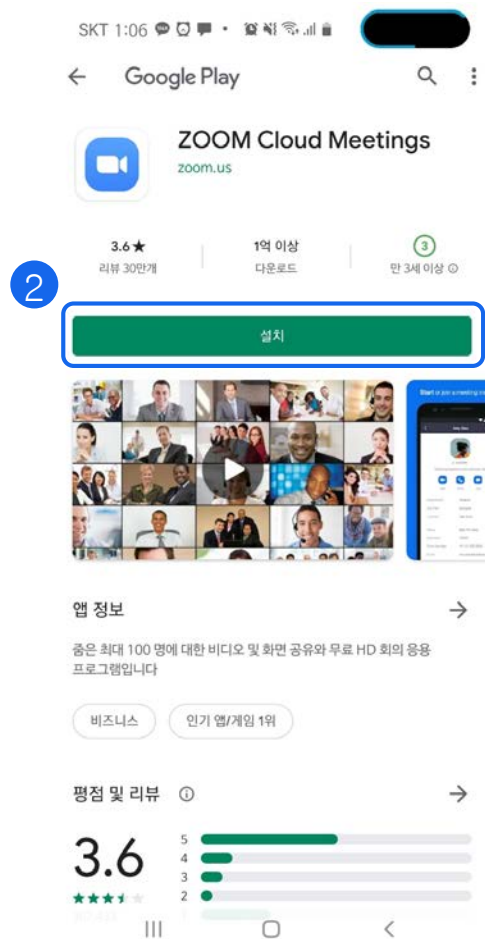 SKT 1:06
Google Play
ZOOM Cloud Meetings
zoom.us
3.6★
리뷰 30만개
1억 이상
다운로드
3
만 3세 이상
2
설치
앱 정보
줌은 최대 100 명에 대한 비디오 및 화면 공유와 무료 HD 회의 응용
프로그램입니다
비즈니스
인기 앱/게임 1위
평점 및 리뷰
3.6
5
4
3
2
1